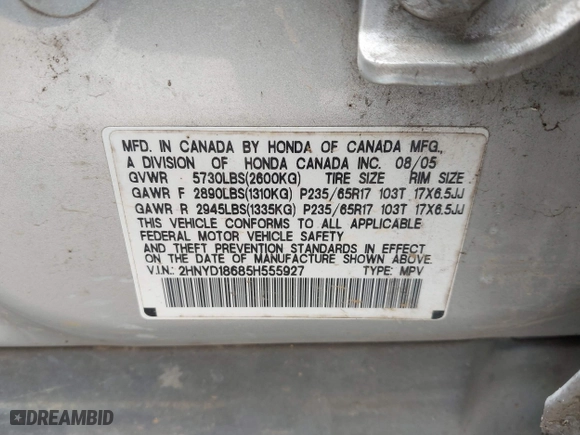 MFD. IN CANADA BY HONDA OF CANADA MFG.,
A DIVISION OF HONDA CANADA INC. 08/05
GVWR 5730LBS(2600KG) TIRE SIZE RIM SIZE
GAWR F 2890LBS(1310KG) P235/65R17 103T 17X6.5JJ
GAWR R 2945LBS(1335KG) P235/65R17 103T 17X6.5JJ
THIS VEHICLE CONFORMS TO ALL APPLICABLE
FEDERAL MOTOR VEHICLE SAFETY
AND THEFT PREVENTION STANDARDS IN EFFECT
ON THE DATE OF MANUFACTURE SHOWN ABOVE.
V.I.N.: 2HNYD18685H555927 TYPE: MPV
DREAMBID